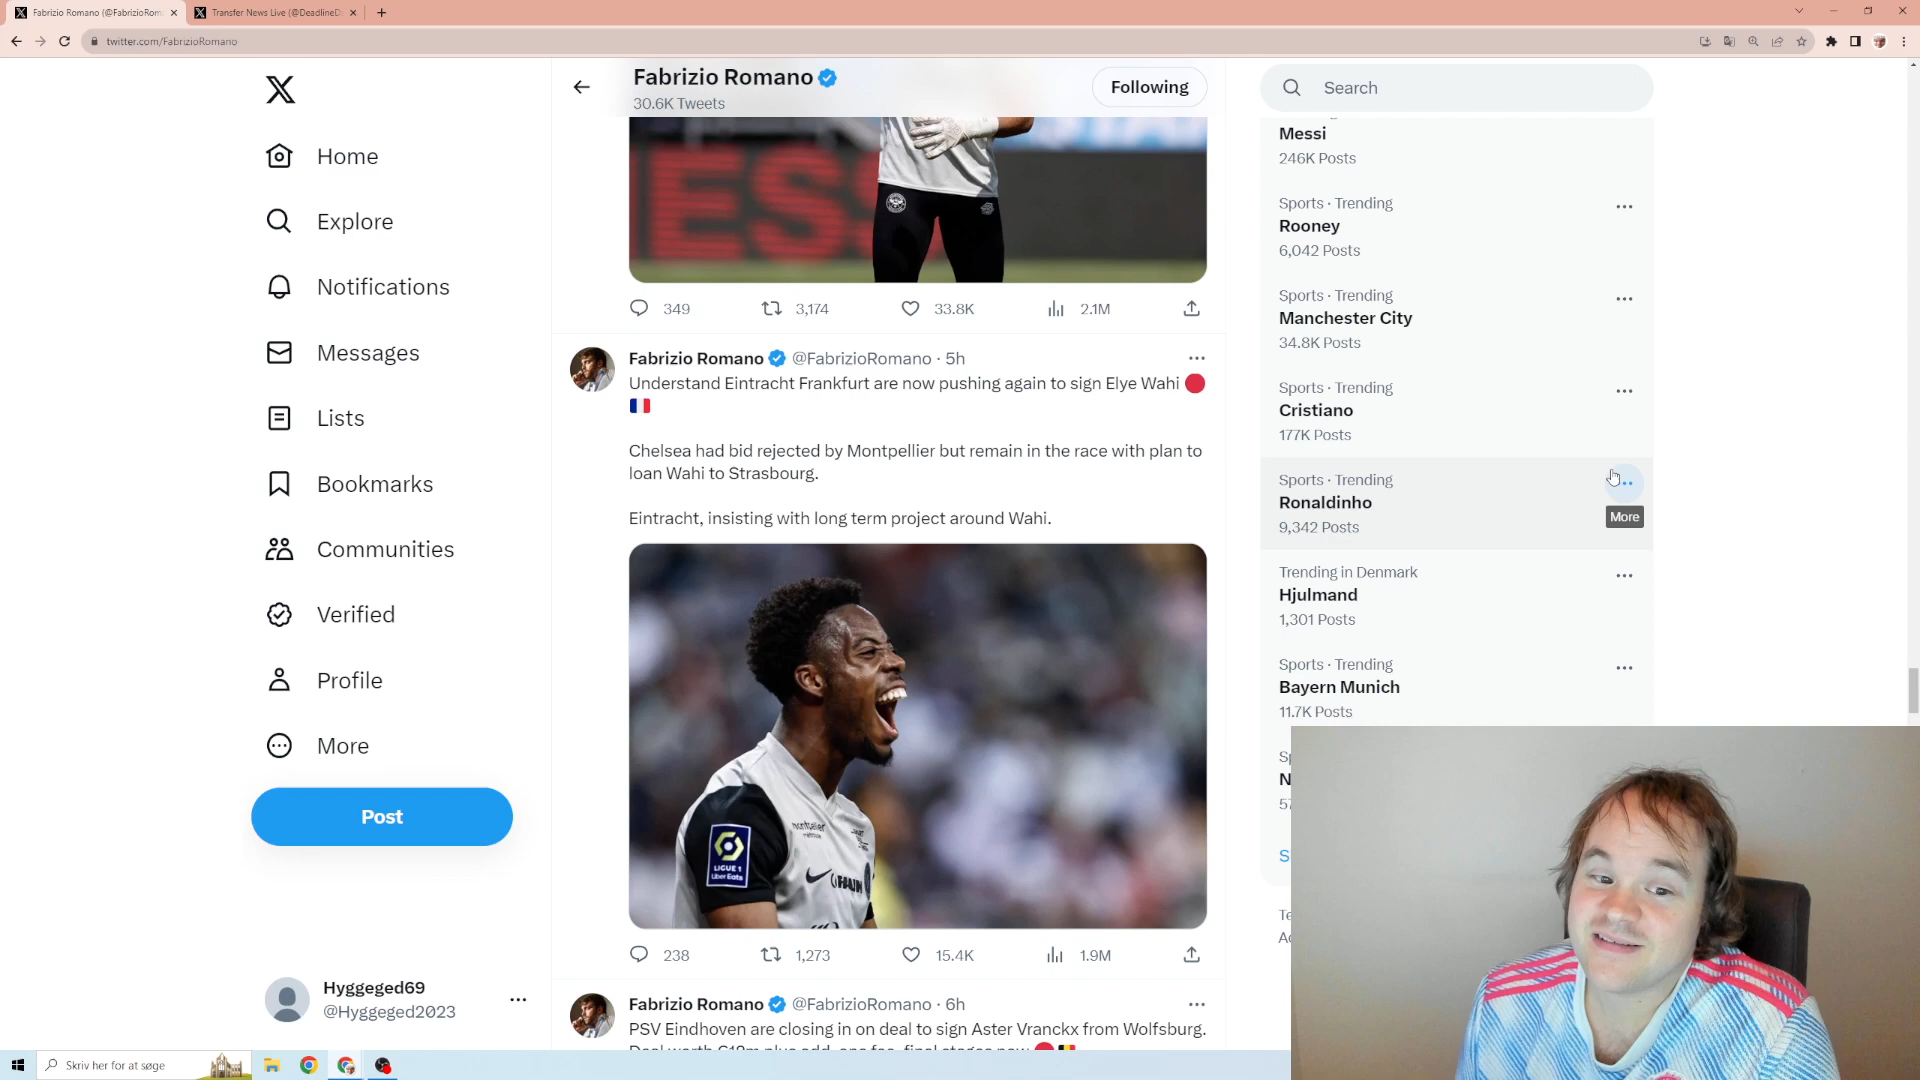 Fabrizio Romano (@FabrizioRom
Transfer News Live (@DeadlineD
twitter.com/FabrizioRomano
Home
Explore
Notifications
Messages
Lists
Bookmarks
Communities
Verified
Profile
More
Post
Hyggeged69
@Hyggeged2023
Fabrizio Romano
30.6K Tweets
Following
349 3,174 33.8K 2.1M
Fabrizio Romano @FabrizioRomano · 5h
Understand Eintracht Frankfurt are now pushing again to sign Elye Wahi 🔴
🇫🇷
Chelsea had bid rejected by Montpellier but remain in the race with plan to
loan Wahi to Strasbourg.
Eintracht, insisting with long term project around Wahi.
LIGUE 1
Uber Eats
238 1,273 15.4K 1.9M
Fabrizio Romano @FabrizioRomano · 6h
PSV Eindhoven are closing in on deal to sign Aster Vranckx from Wolfsburg.
Search
Messi
246K Posts
Sports · Trending
Rooney
6,042 Posts
Sports · Trending
Manchester City
34.8K Posts
Sports · Trending
Cristiano
177K Posts
Sports · Trending
Ronaldinho
9,342 Posts
More
Trending in Denmark
Hjulmand
1,301 Posts
Sports · Trending
Bayern Munich
11.7K Posts
Skriv her for at søge